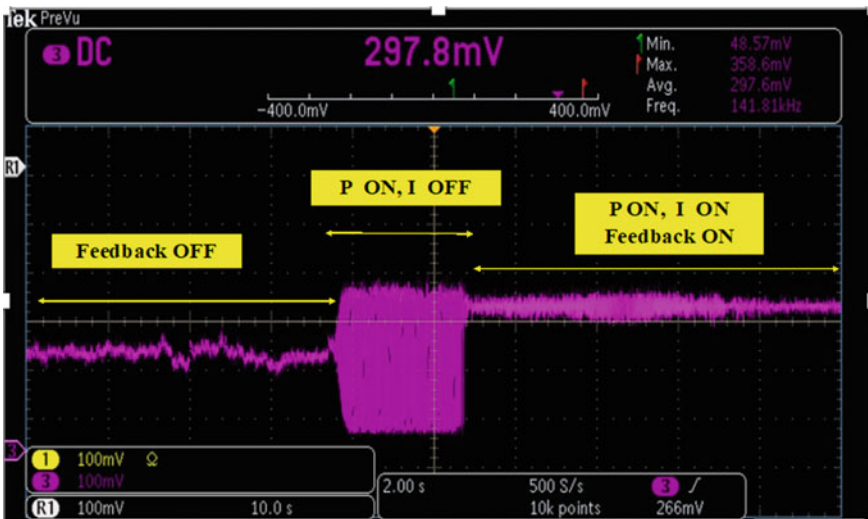 Tek PreVu
3 DC 297.8mV
Min. 48.57mV
Max. 358.6mV
Avg. 297.6mV
Freq. 141.81kHz
-400.0mV 400.0mV
R1
P ON, I OFF
P ON, I ON
Feedback ON
Feedback OFF
3
1 100mV Ω
3 100mV
R1 100mV 10.0 s
2.00 s 500 S/s
10k points
3 266mV